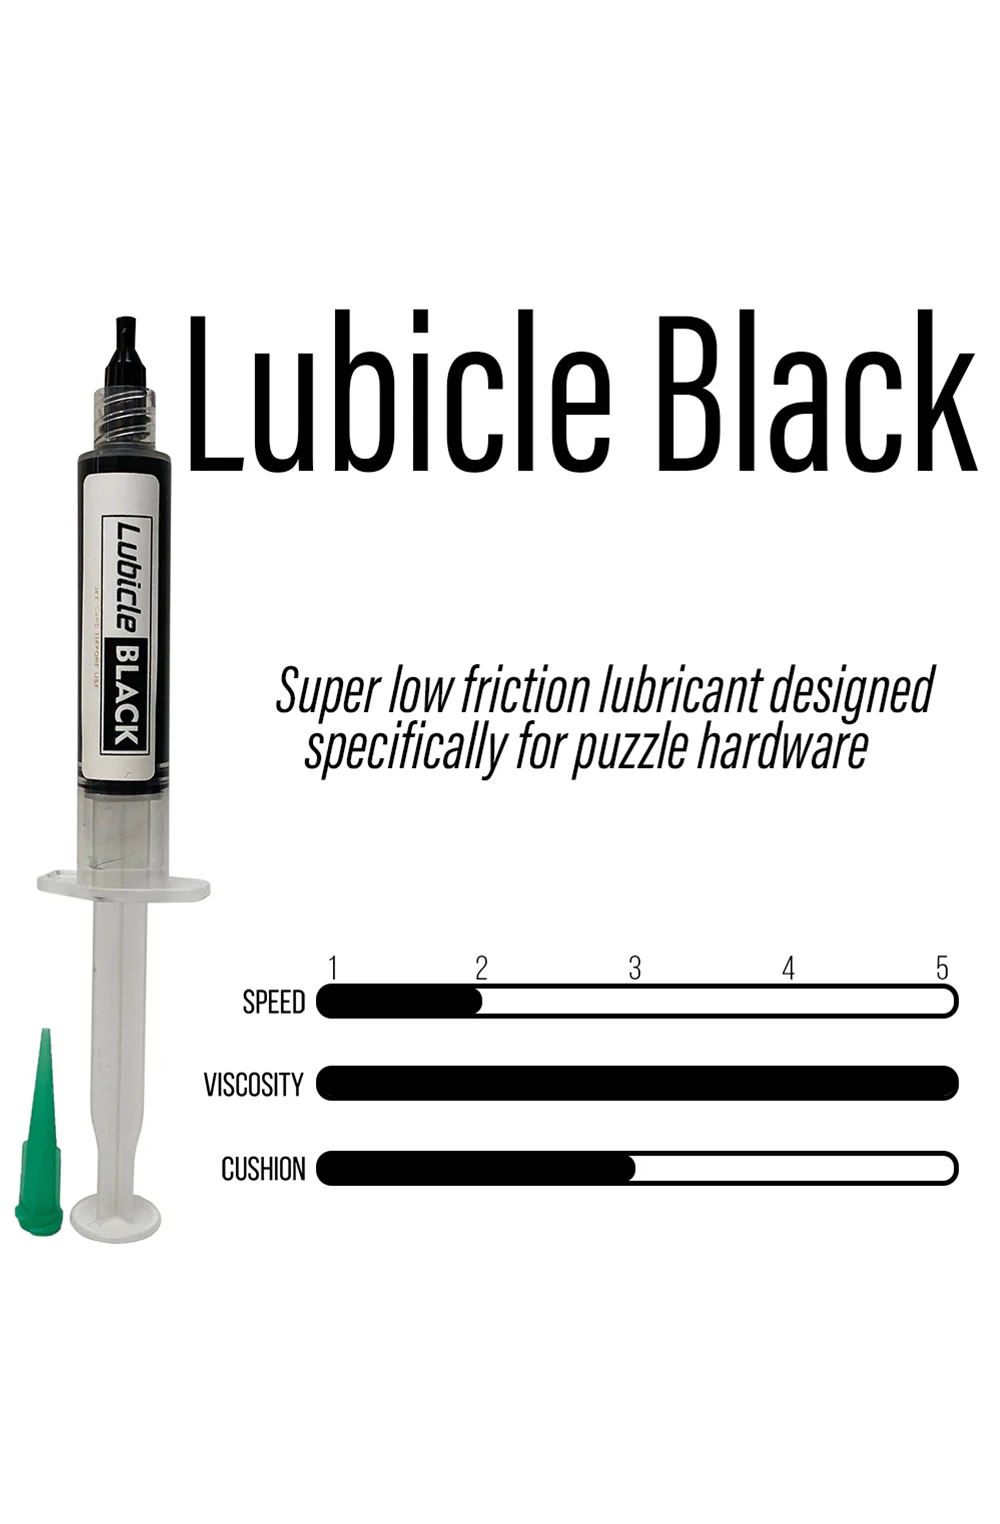 Lubicle Black
Lubicle BLACK
Super low friction lubricant designed
specifically for puzzle hardware
1 2 3 4 5
SPEED
VISCOSITY
CUSHION